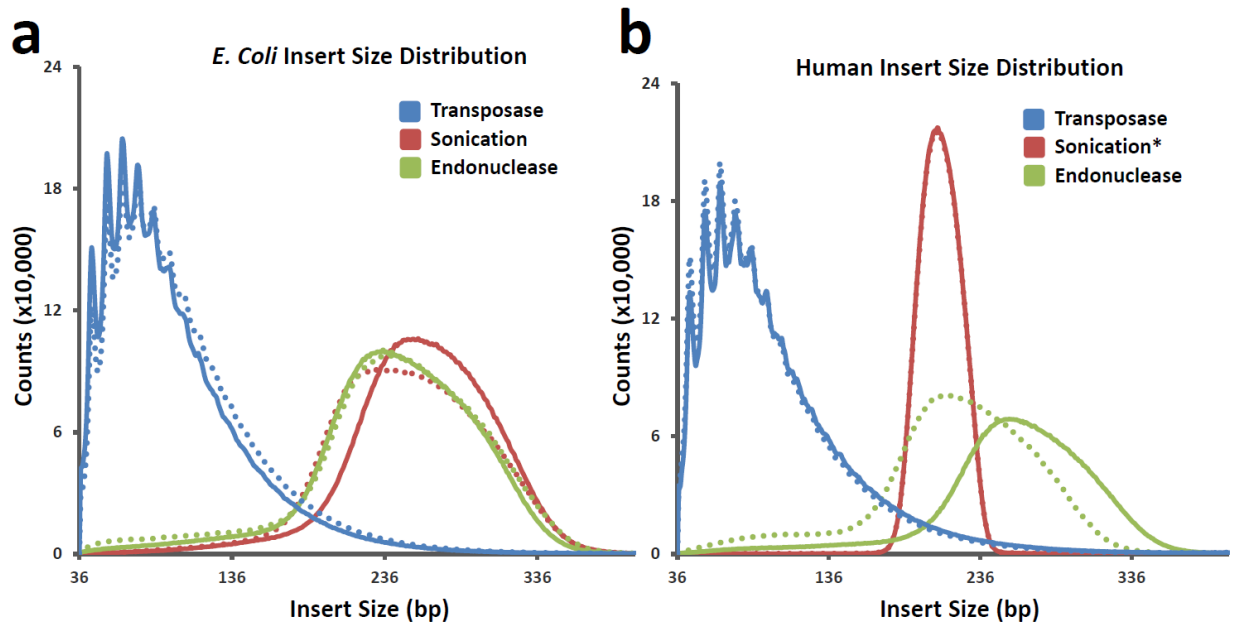 a
E. Coli Insert Size Distribution
Transposase
Sonication
Endonuclease
Counts (x10,000)
24
18
12
6
0
36
136
236
336
Insert Size (bp)
b
Human Insert Size Distribution
Transposase
Sonication*
Endonuclease
Counts (x10,000)
24
18
12
6
0
36
136
236
336
Insert Size (bp)